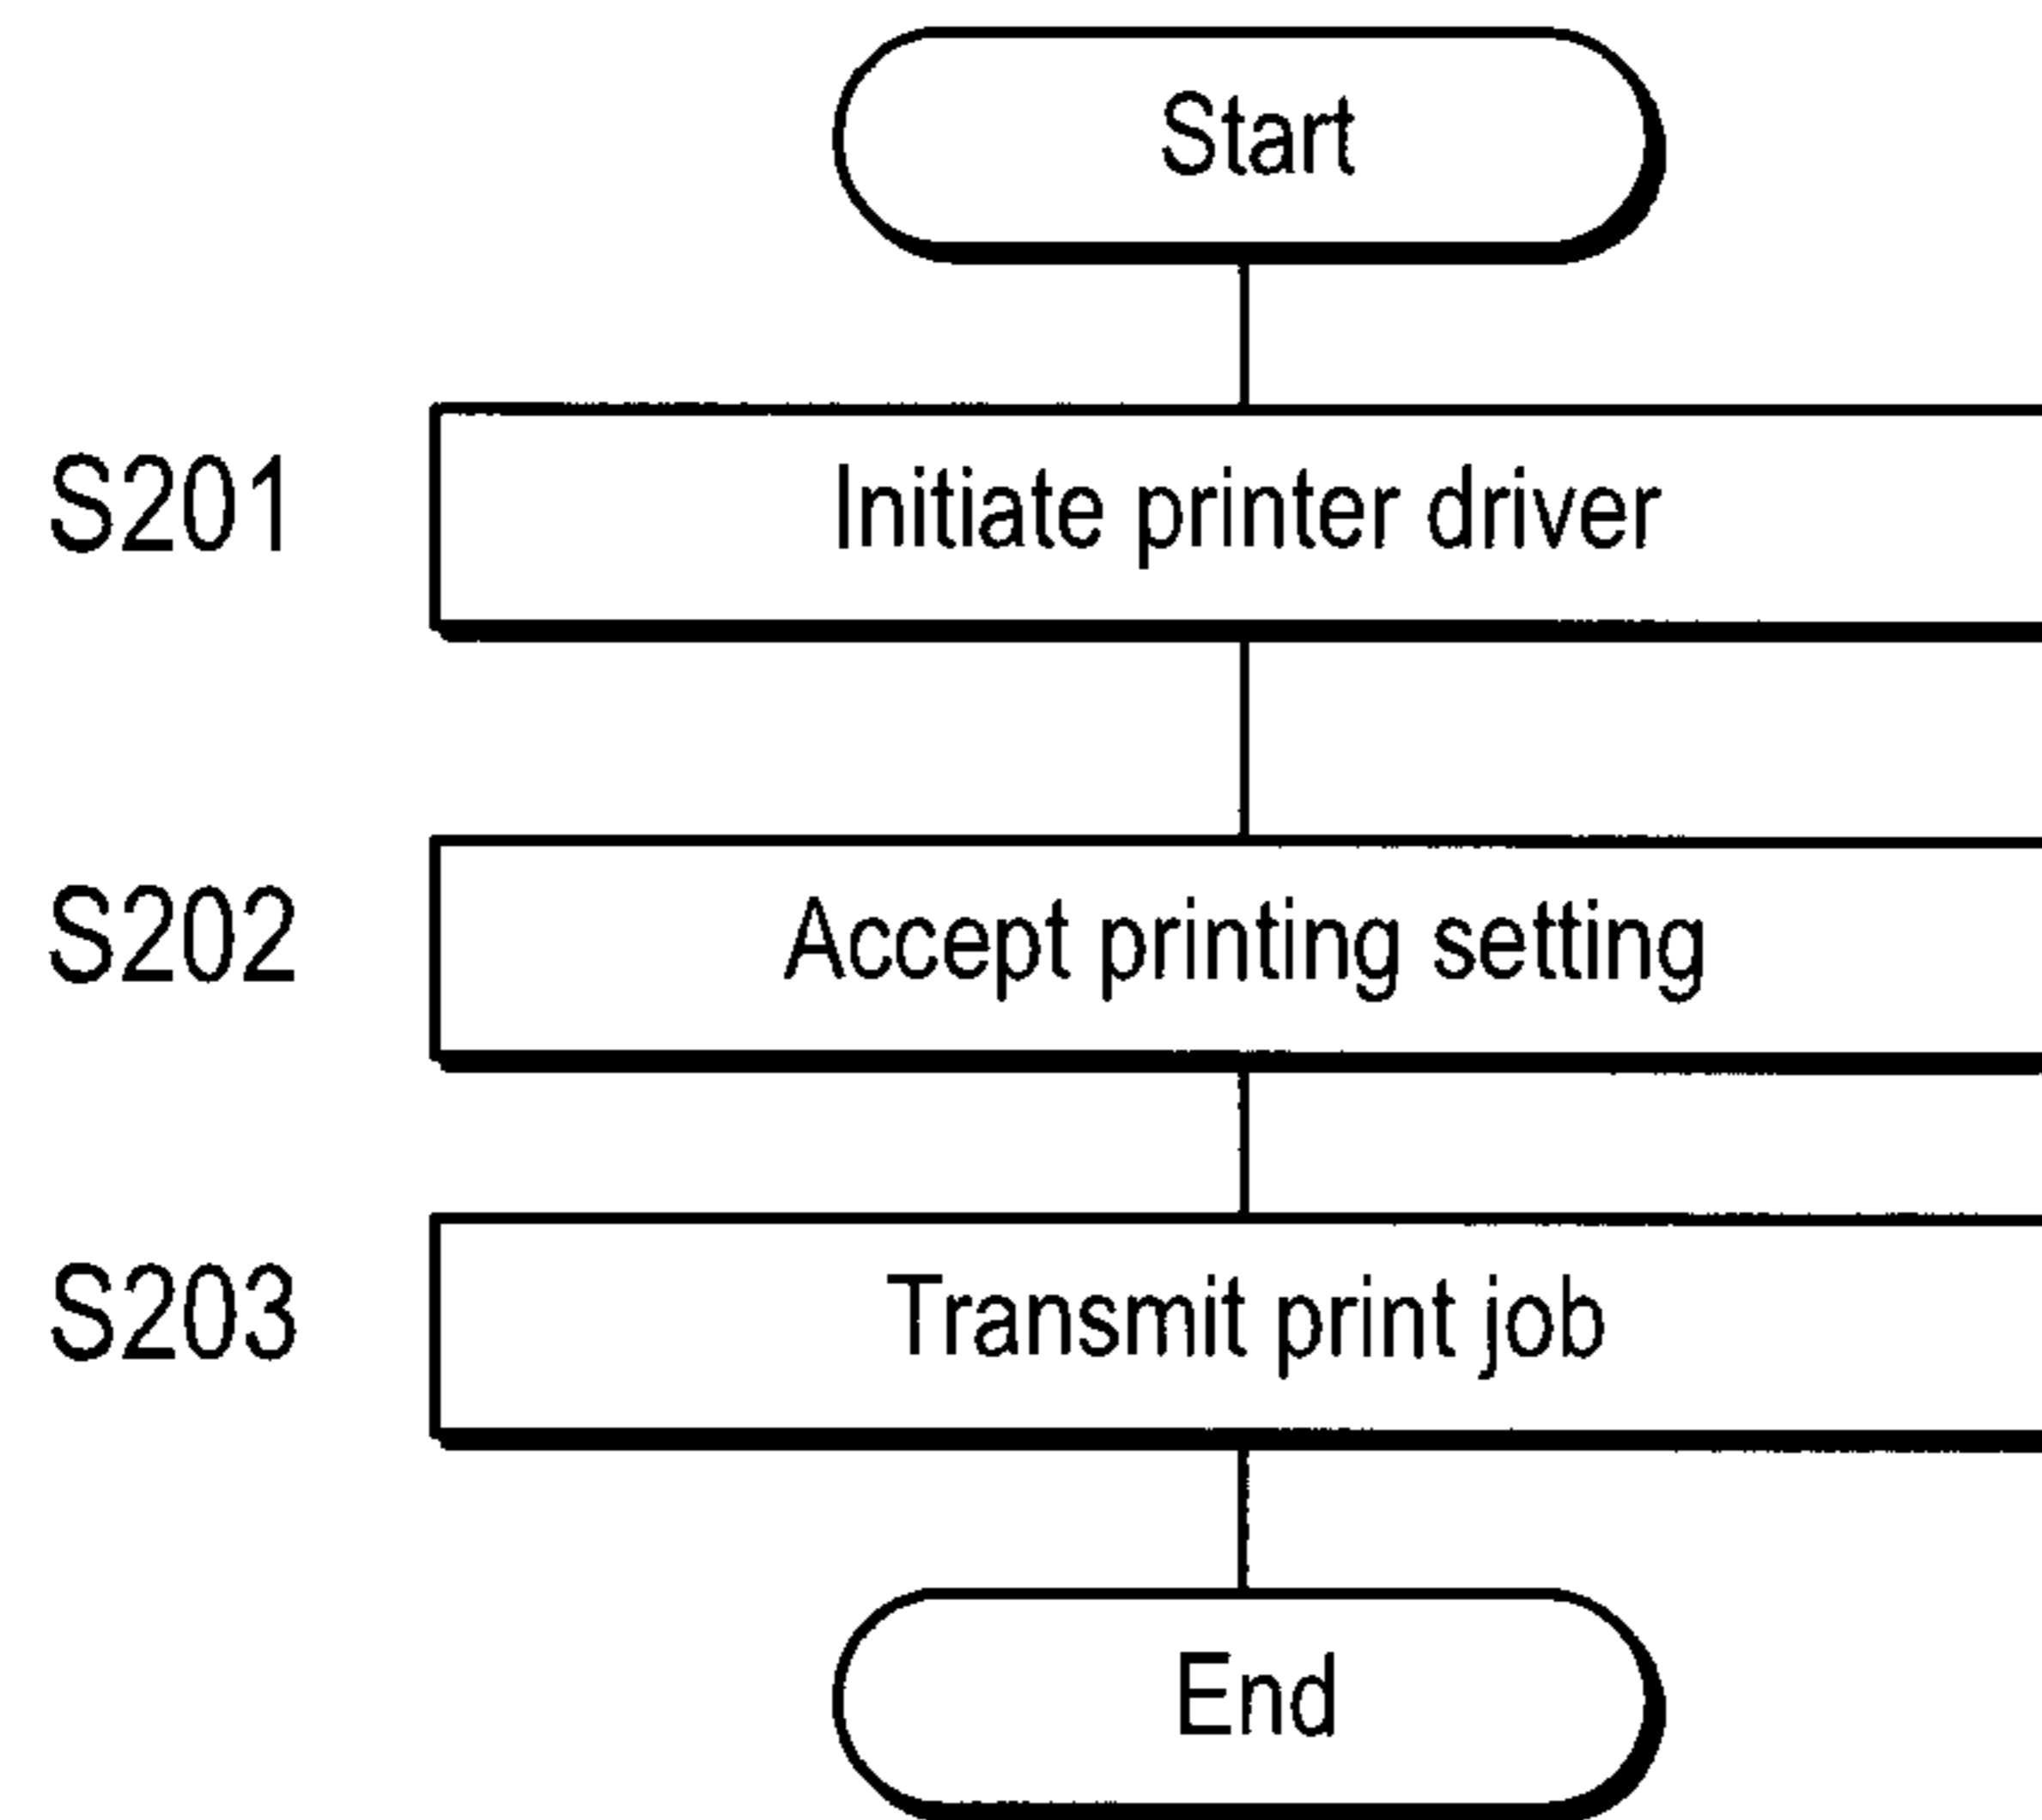 Start
S201 Initiate printer driver
S202 Accept printing setting
S203 Transmit print job
End